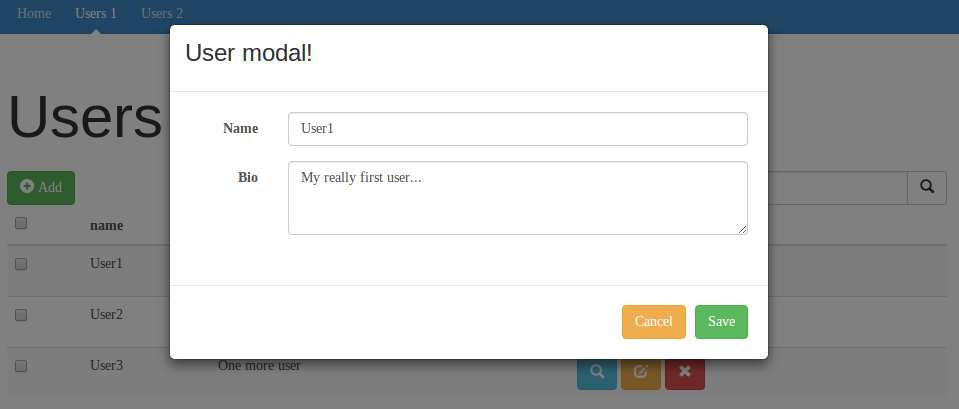 Home Users 1 Users 2
User modal!
Users
Name User1
Bio My really first user...
Add
name
User1
User2
Cancel Save
User3 One more user